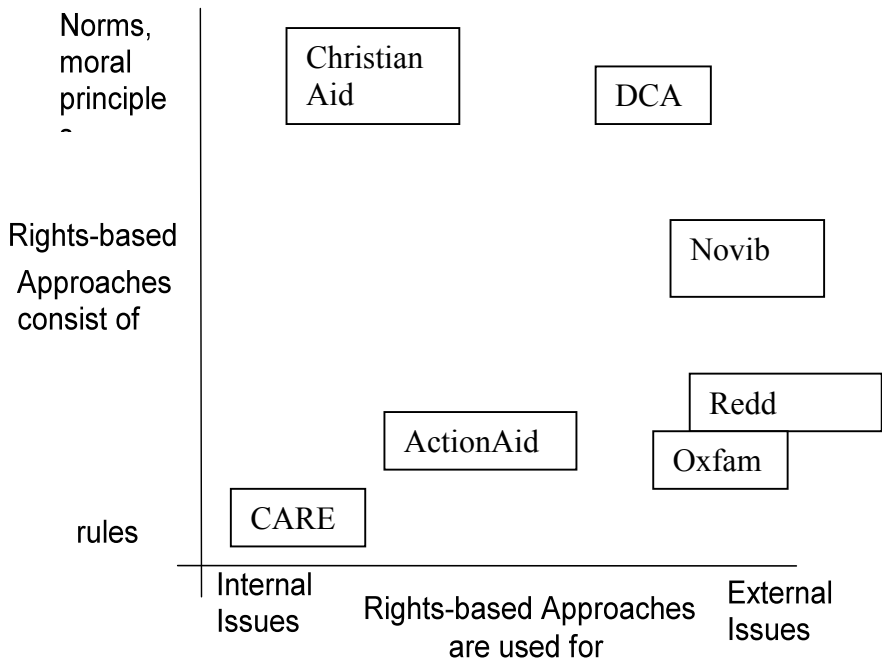 Norms,
moral
principle
Christian
Aid
DCA
Rights-based
Approaches
consist of
Novib
Redd
ActionAid
Oxfam
CARE
rules
Internal
Issues
Rights-based Approaches
are used for
External
Issues